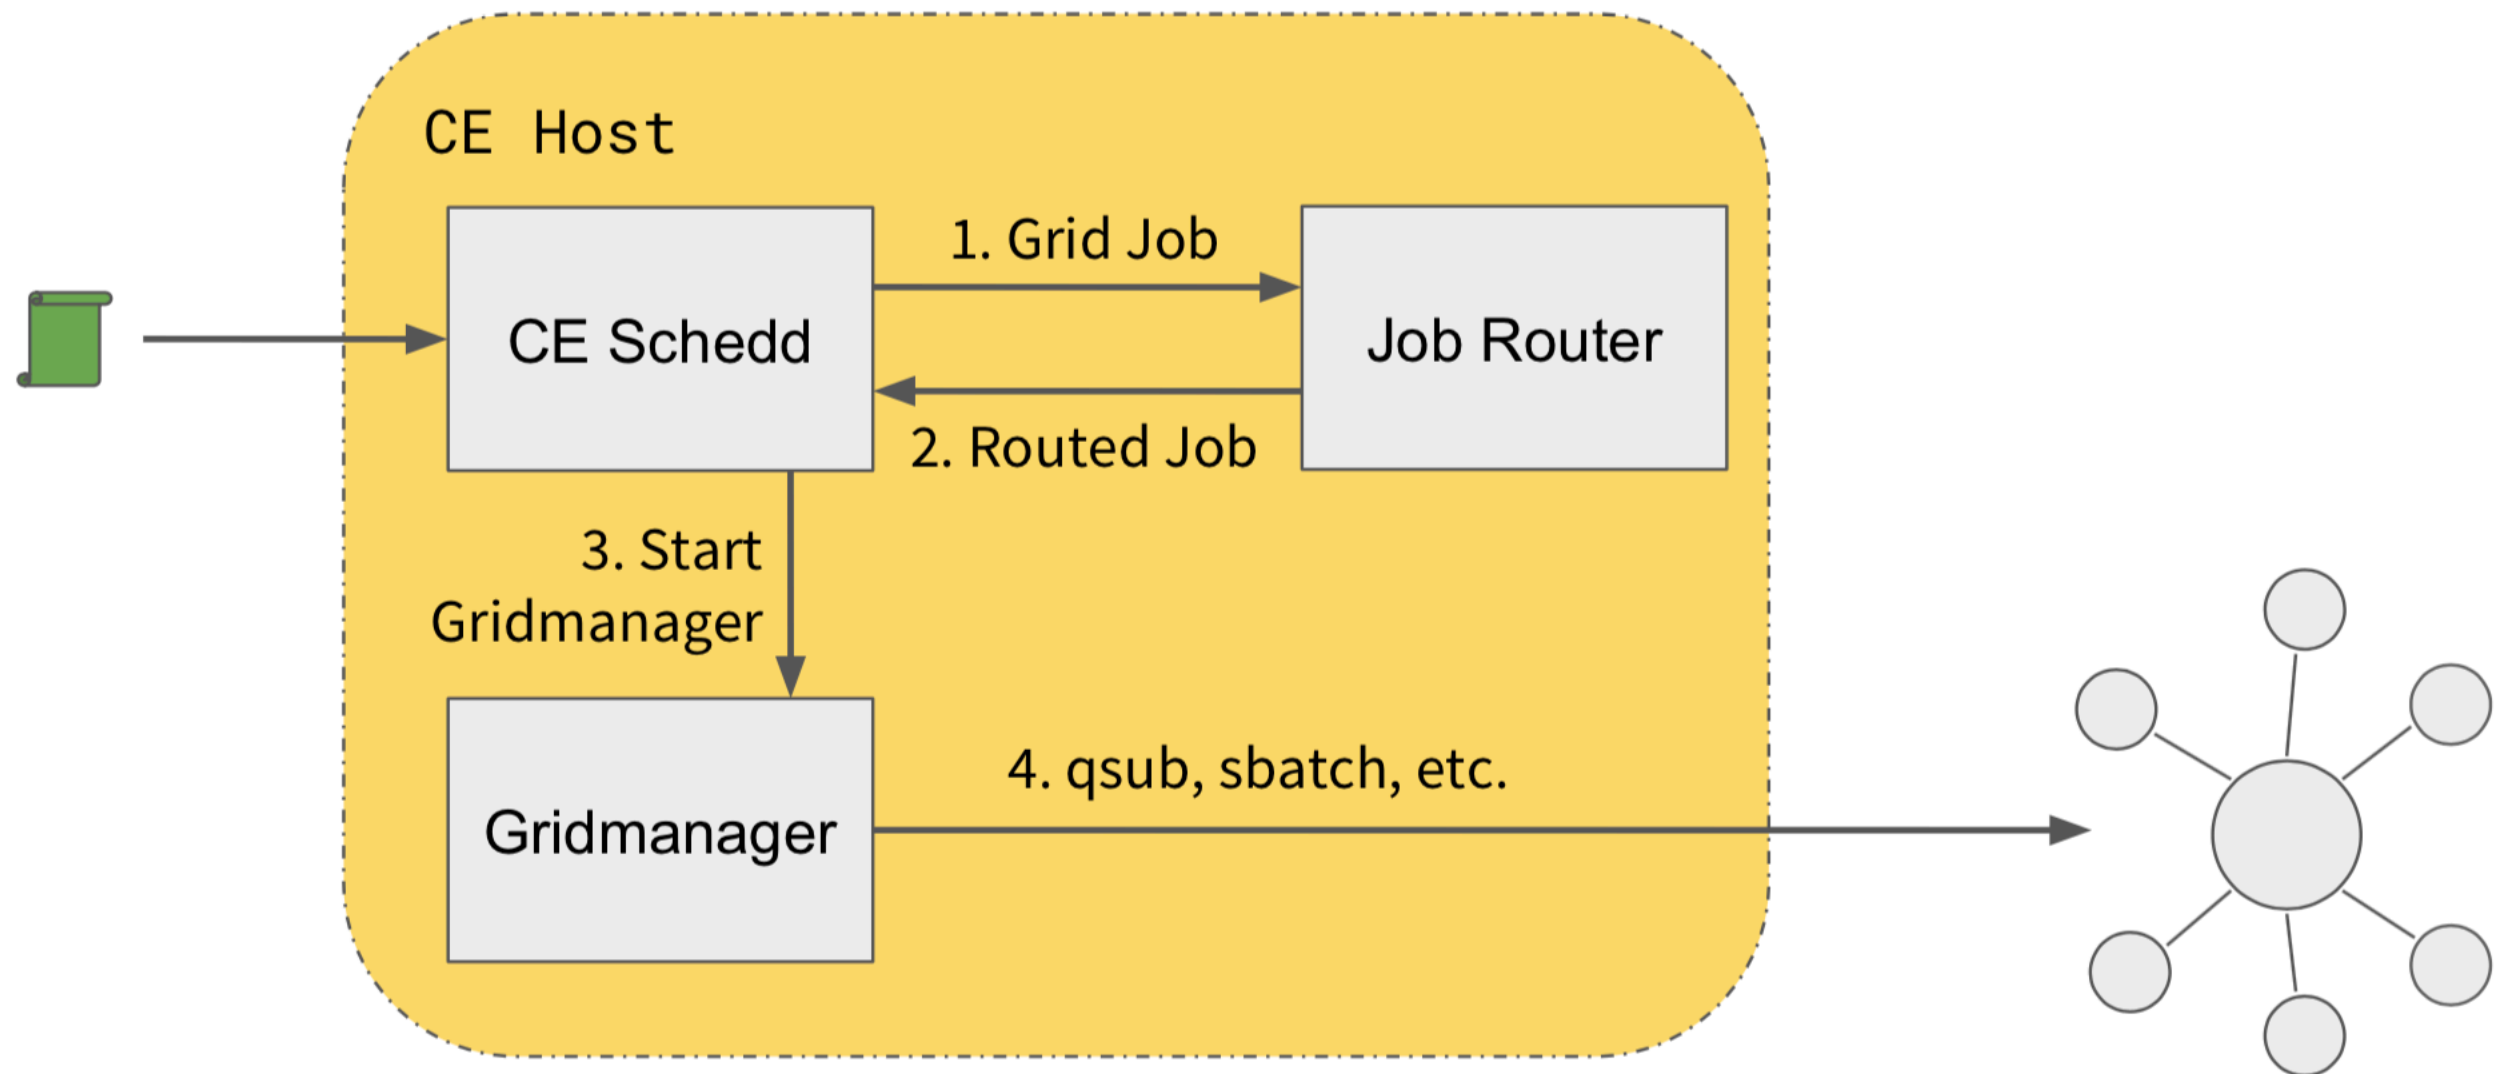 CE Host
1. Grid Job
CE Schedd
Job Router
2. Routed Job
3. Start
Gridmanager
4. qsub, sbatch, etc.
Gridmanager